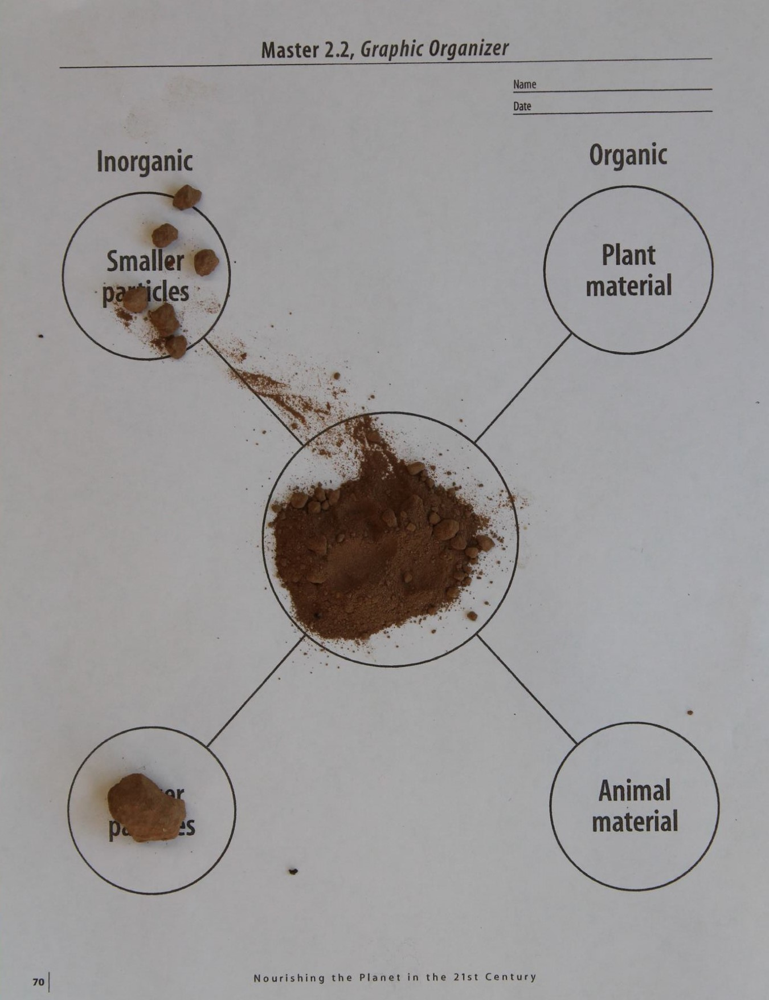 Master 2.2, Graphic Organizer
Name
Date
Inorganic
Organic
Smaller
particles
Plant
material
Animal
material
70
Nourishing the Planet in the 21st Century